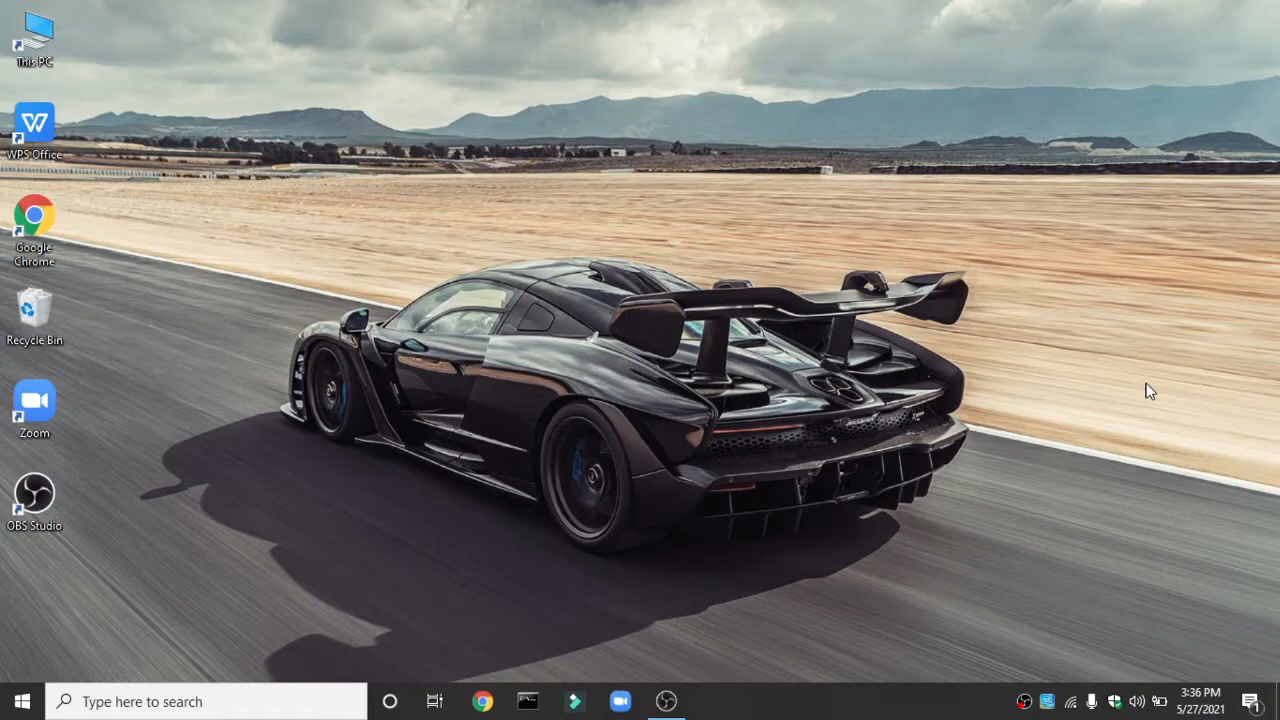 This PC
WPS Office
Google
Chrome
Recycle Bin
Zoom
OBS Studio
Type here to search
3:36 PM
5/27/2021
1